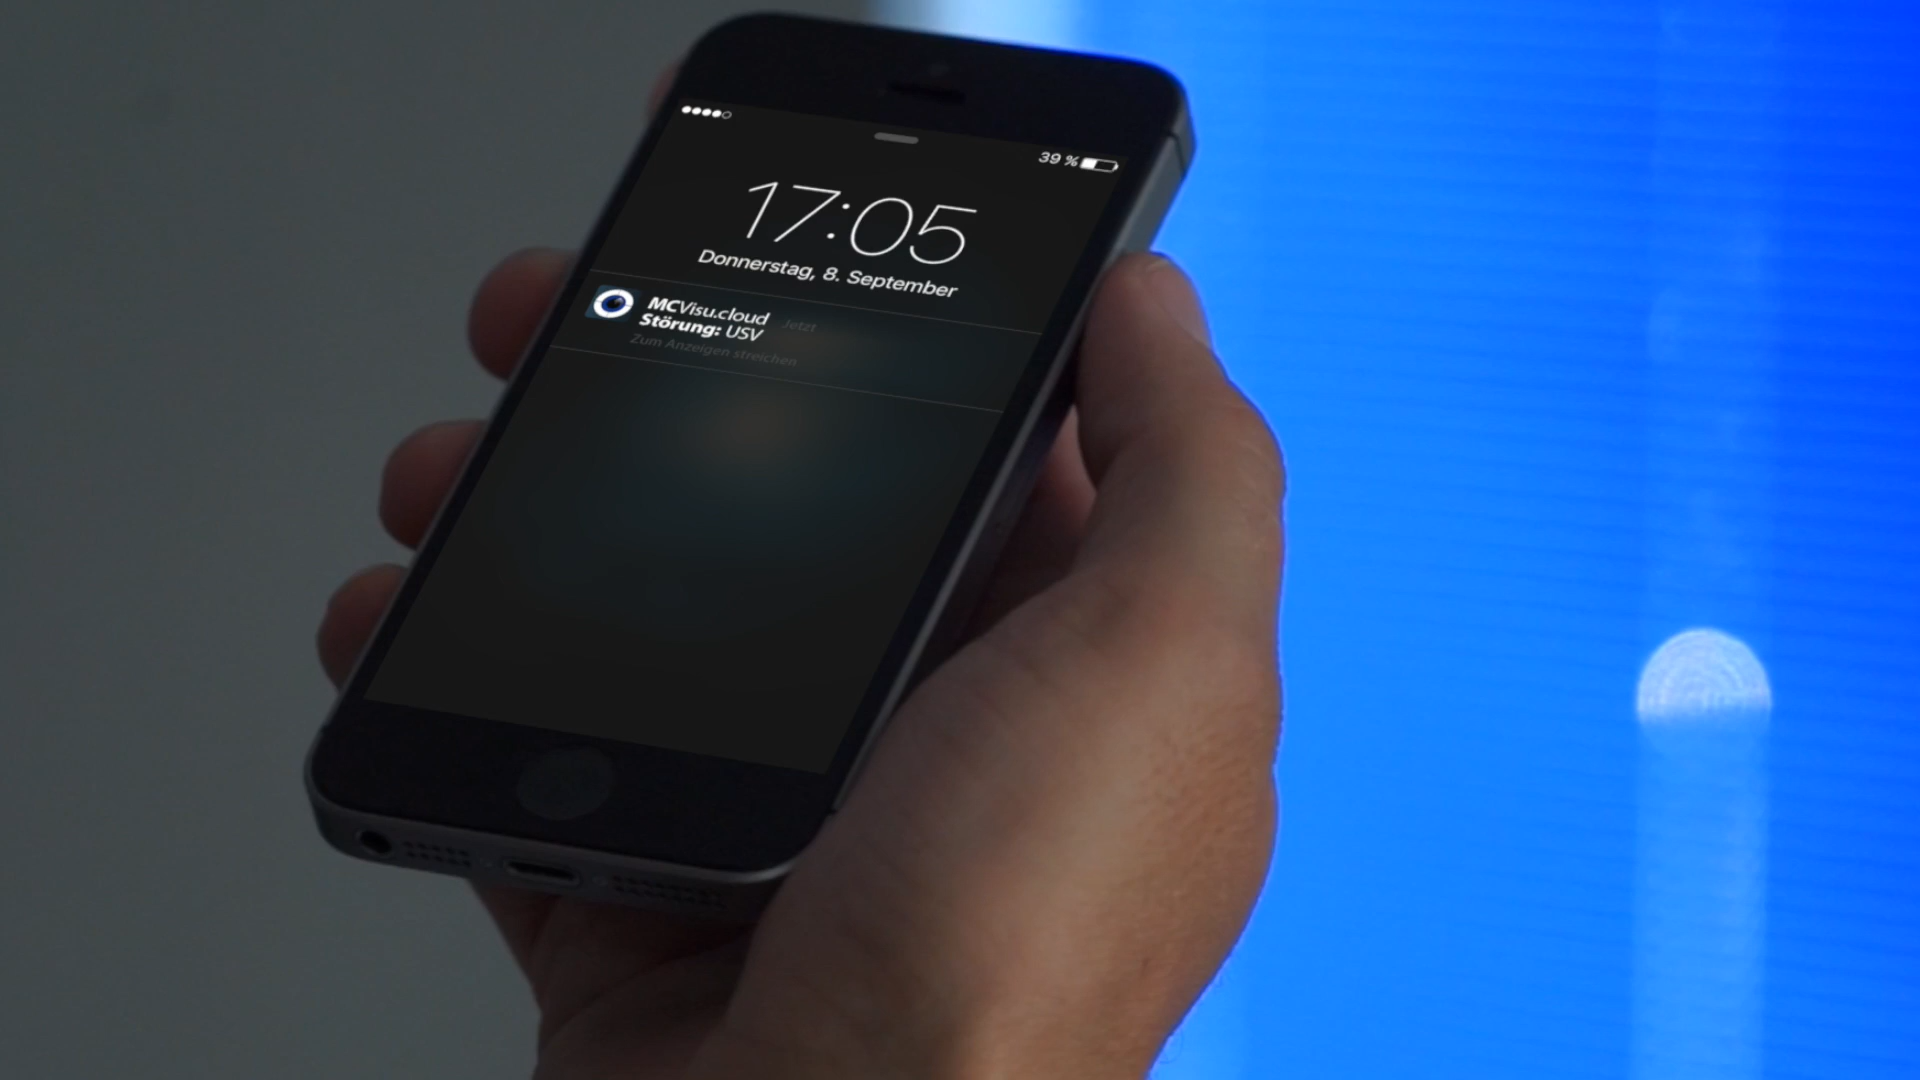 39 %
17:05
Donnerstag, 8. September
MCVisu.cloud Jetzt
Störung: USV
Zum Anzeigen streichen